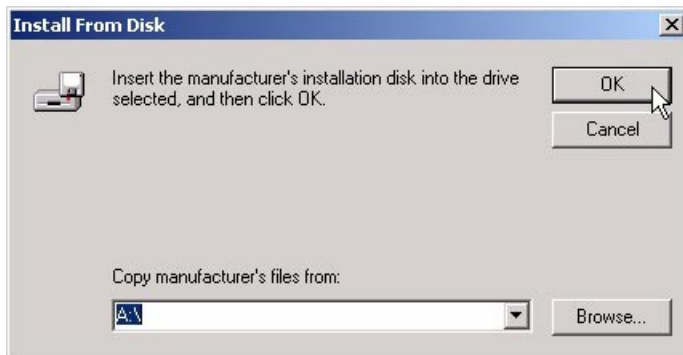 Install From Disk
Insert the manufacturer's installation disk into the drive
selected, and then click OK.
OK
Cancel
Copy manufacturer's files from:
A:\
Browse...